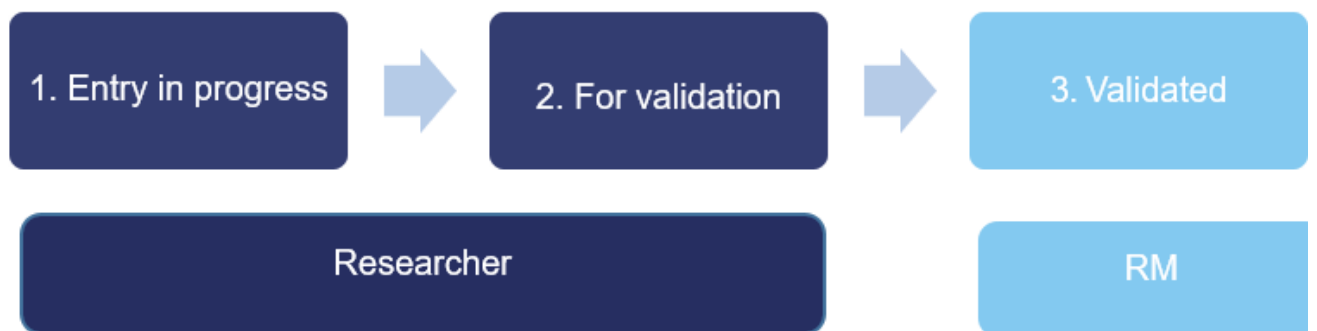 1. Entry in progress
2. For validation
3. Validated
Researcher
RM